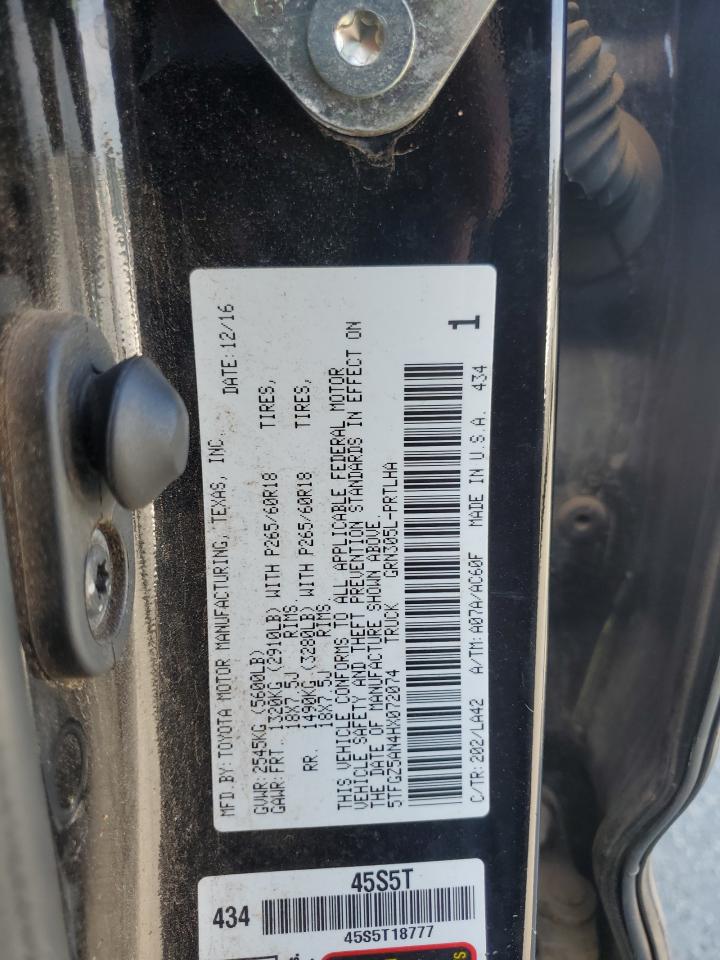 MFD.BY:TOYOTA MOTOR MANUFACTURING, TEXAS, INC. DATE:12/16
GVWR:2545KG (5600LB)
GAWR:FRT. 1320KG (2910LB) WITH P265/60R18 TIRES,
18X7.5J RIMS
RR. 1490KG (3280LB) WITH P265/60R18 TIRES,
18X7.5J RIMS
THIS VEHICLE CONFORMS TO ALL APPLICABLE FEDERAL MOTOR
VEHICLE SAFETY AND THEFT PREVENTION STANDARDS IN EFFECT ON
THE DATE OF MANUFACTURE SHOWN ABOVE.
5TFGZ5AN4HX072074 TRUCK GRN305L-PRTLHA
1
C/TR:202/LA42 A/TM:A07A/AC60F MADE IN U.S.A. 434
45S5T
434
45S5T18777